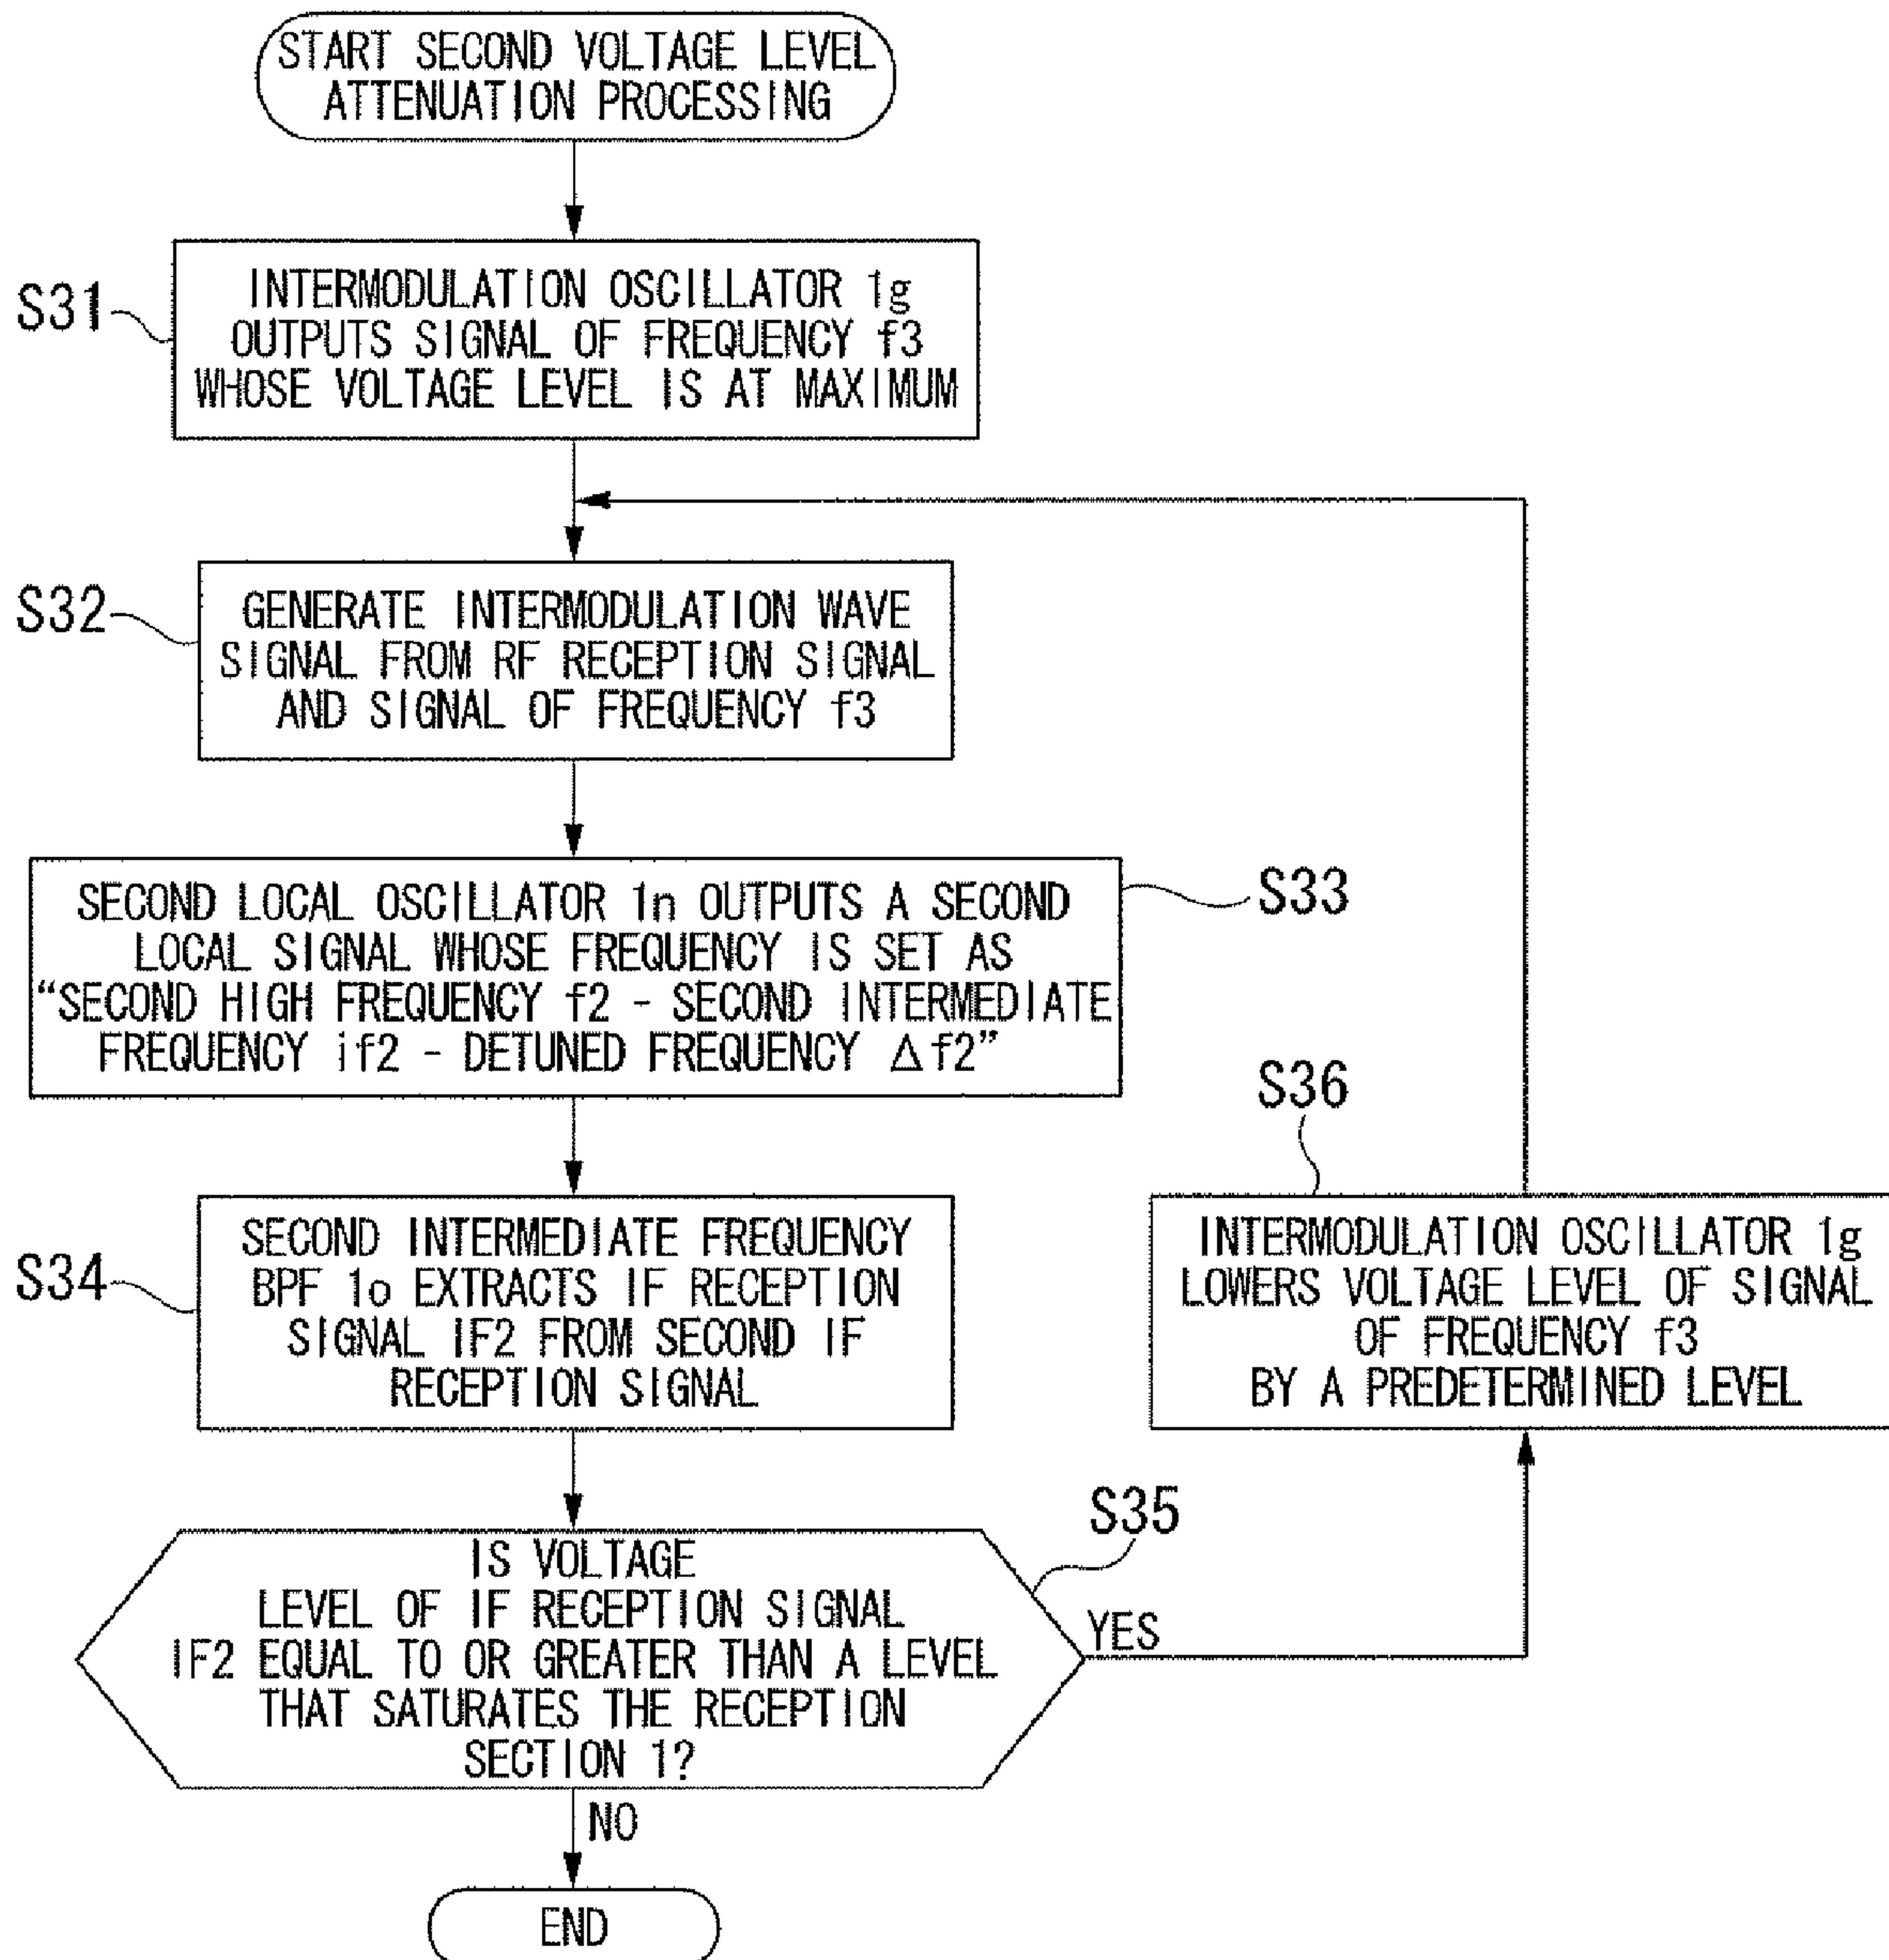 START SECOND VOLTAGE LEVEL
ATTENUATION PROCESSING
S31
INTERMODULATION OSCILLATOR 1g
OUTPUTS SIGNAL OF FREQUENCY f3
WHOSE VOLTAGE LEVEL IS AT MAXIMUM
S32
GENERATE INTERMODULATION WAVE
SIGNAL FROM RF RECEPTION SIGNAL
AND SIGNAL OF FREQUENCY f3
S33
SECOND LOCAL OSCILLATOR 1n OUTPUTS A SECOND
LOCAL SIGNAL WHOSE FREQUENCY IS SET AS
“SECOND HIGH FREQUENCY f2 - SECOND INTERMEDIATE
FREQUENCY if2 - DETUNED FREQUENCY Δf2”
S34
SECOND INTERMEDIATE FREQUENCY
BPF 1o EXTRACTS IF RECEPTION
SIGNAL IF2 FROM SECOND IF
RECEPTION SIGNAL
S35
IS VOLTAGE
LEVEL OF IF RECEPTION SIGNAL
IF2 EQUAL TO OR GREATER THAN A LEVEL
THAT SATURATES THE RECEPTION
SECTION 1?
YES
S36
INTERMODULATION OSCILLATOR 1g
LOWERS VOLTAGE LEVEL OF SIGNAL
OF FREQUENCY f3
BY A PREDETERMINED LEVEL
NO
END